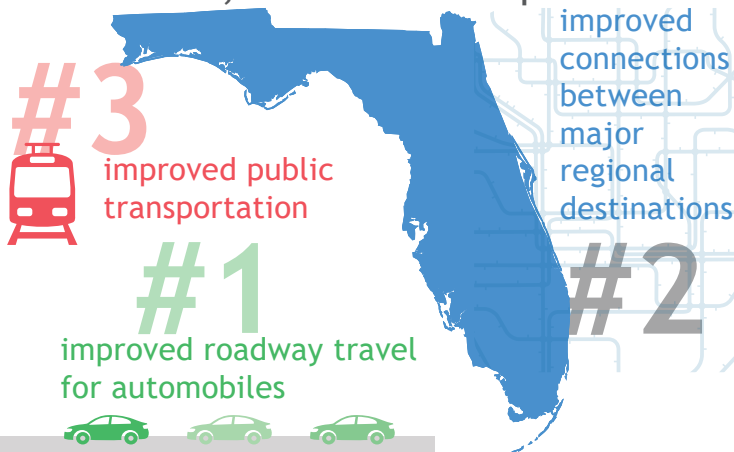 #3
improved public
transportation
#1
improved roadway travel
for automobiles
improved
connections
between
major
regional
destinations
#2